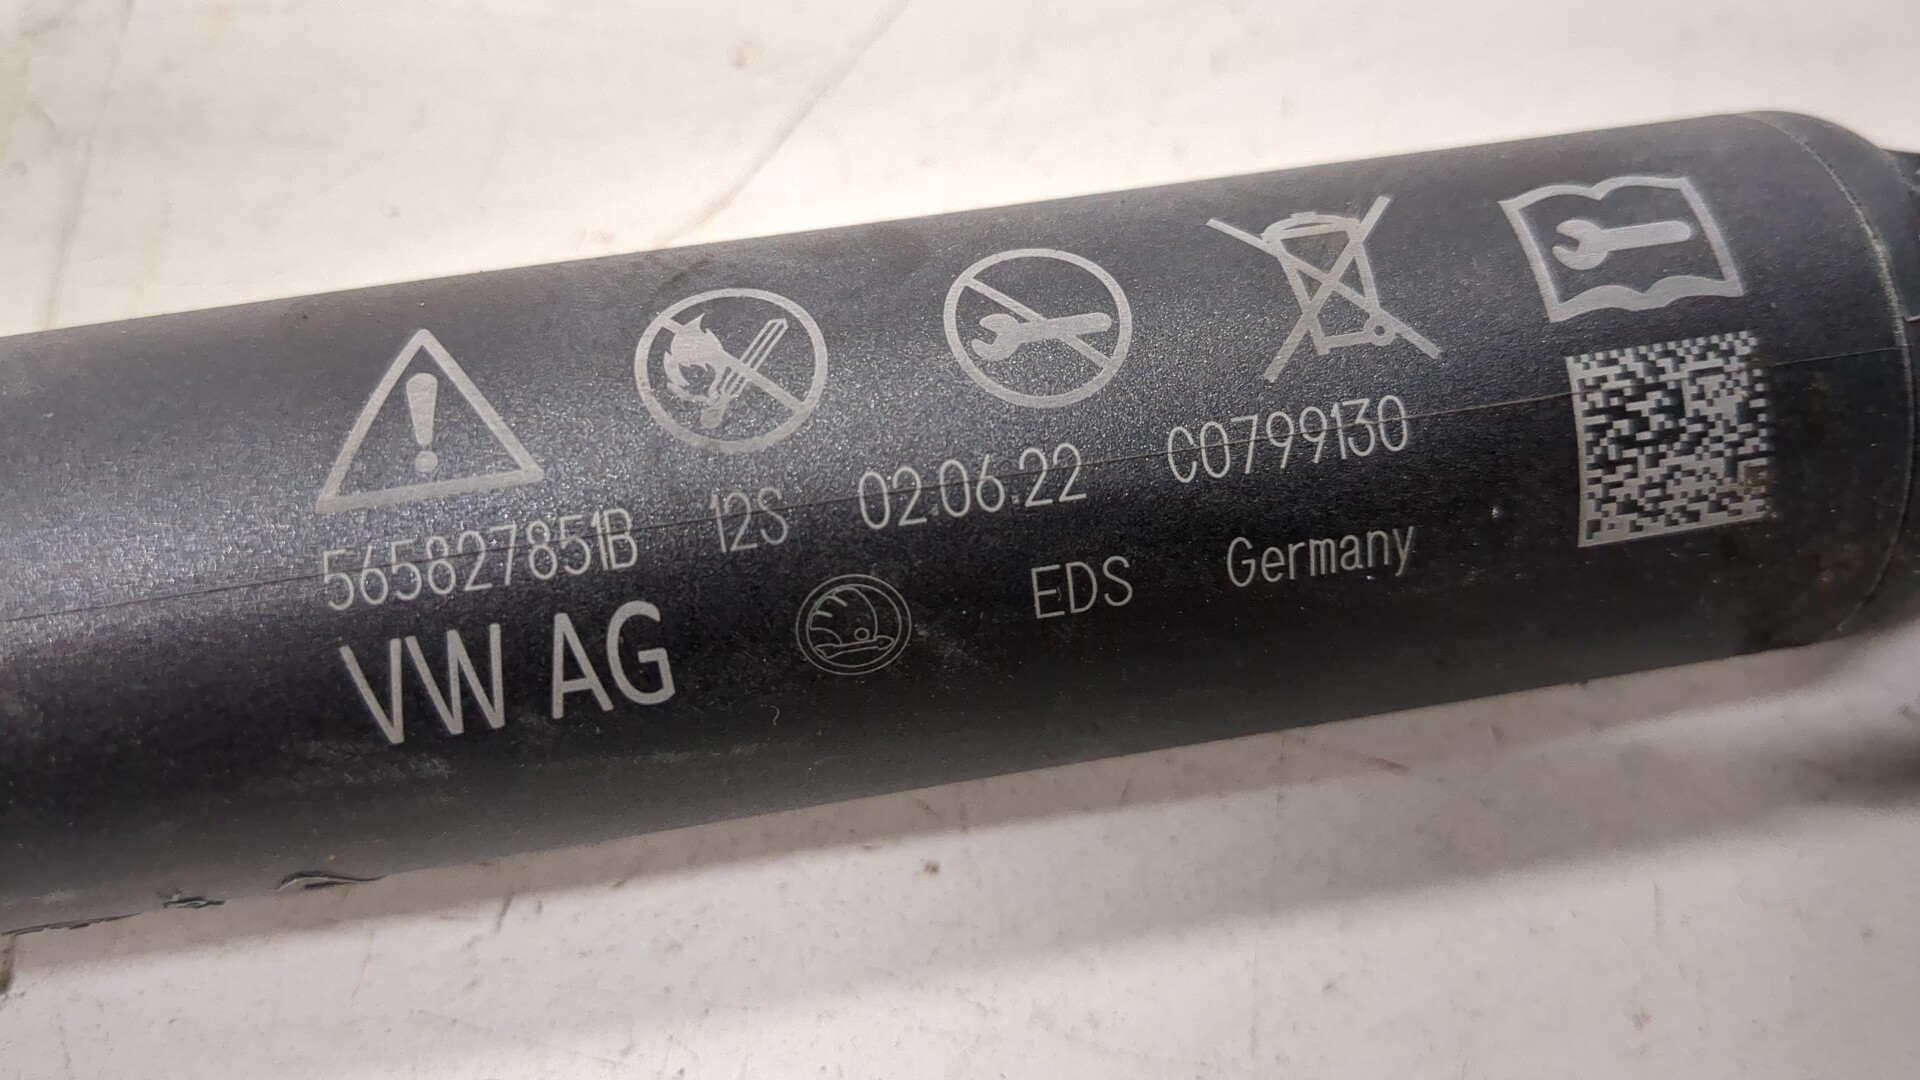 565827851B 12S 02.06.22 C0799130
VW AG EDS Germany